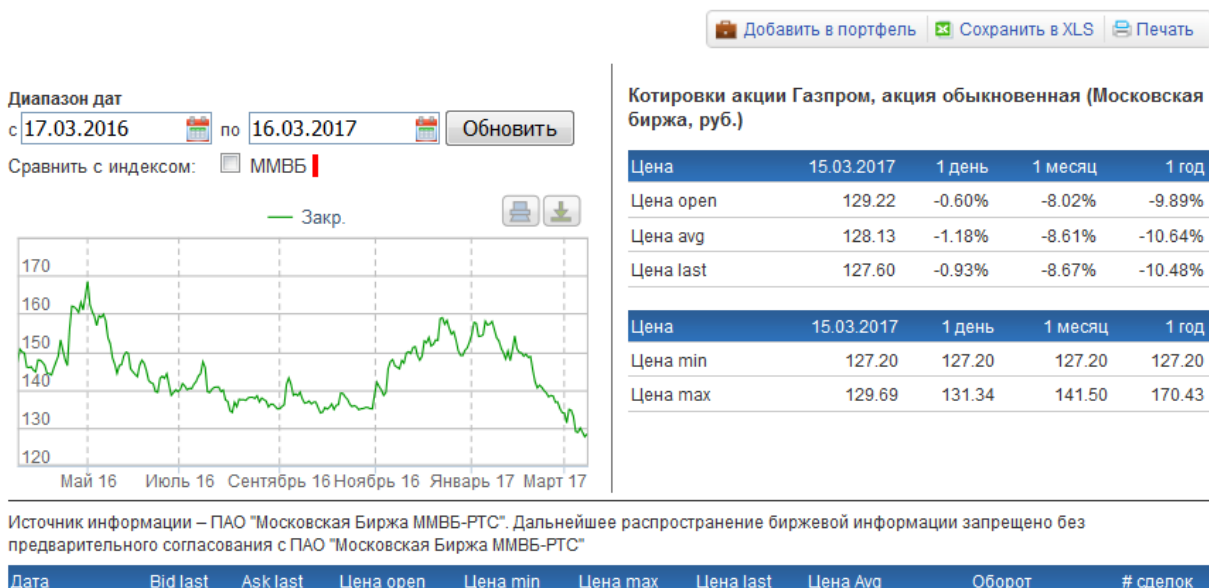 Добавить в портфель Сохранить в XLS Печать
Диапазон дат
с 17.03.2016 по 16.03.2017 Обновить
Сравнить с индексом: ММВБ
Закр.
170
160
150
140
130
120
Май 16 Июль 16 Сентябрь 16 Ноябрь 16 Январь 17 Март 17
Котировки акции Газпром, акция обыкновенная (Московская
биржа, руб.)
Цена 15.03.2017 1 день 1 месяц 1 год
Цена open 129.22 -0.60% -8.02% -9.89%
Цена avg 128.13 -1.18% -8.61% -10.64%
Цена last 127.60 -0.93% -8.67% -10.48%
Цена 15.03.2017 1 день 1 месяц 1 год
Цена min 127.20 127.20 127.20 127.20
Цена max 129.69 131.34 141.50 170.43
Источник информации – ПАО "Московская Биржа ММВБ-РТС". Дальнейшее распространение биржевой информации запрещено без
предварительного согласования с ПАО "Московская Биржа ММВБ-РТС"
Дата Bid last Ask last Цена open Цена min Цена max Цена last Цена Avg Оборот # сделок